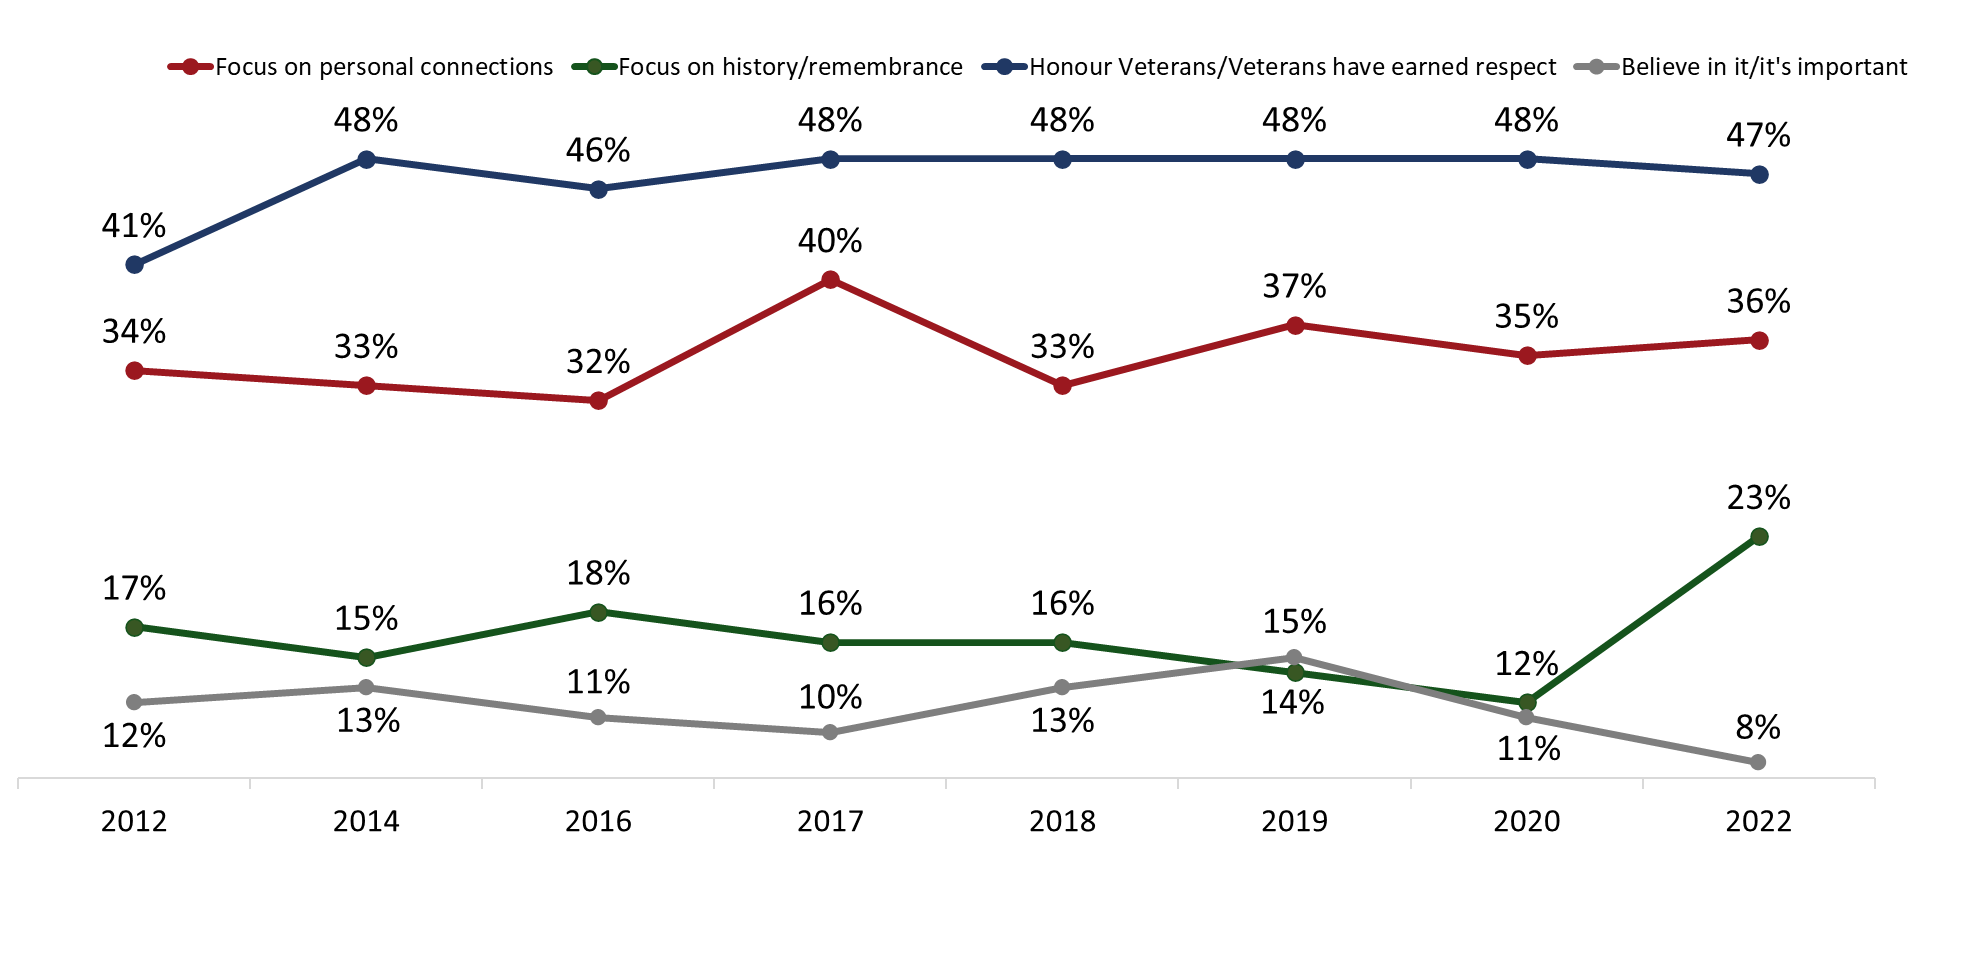 Focus on personal connections Focus on history/remembrance Honour Veterans/Veterans have earned respect Believe in it/it's important
48% 48% 48% 48% 48%
46% 47%
41%
40%
37%
34% 33% 32% 33% 35% 36%
23%
17% 15% 18% 16% 16% 15%
12%
11% 10% 14% 8%
12% 13% 13% 11%
2012 2014 2016 2017 2018 2019 2020 2022